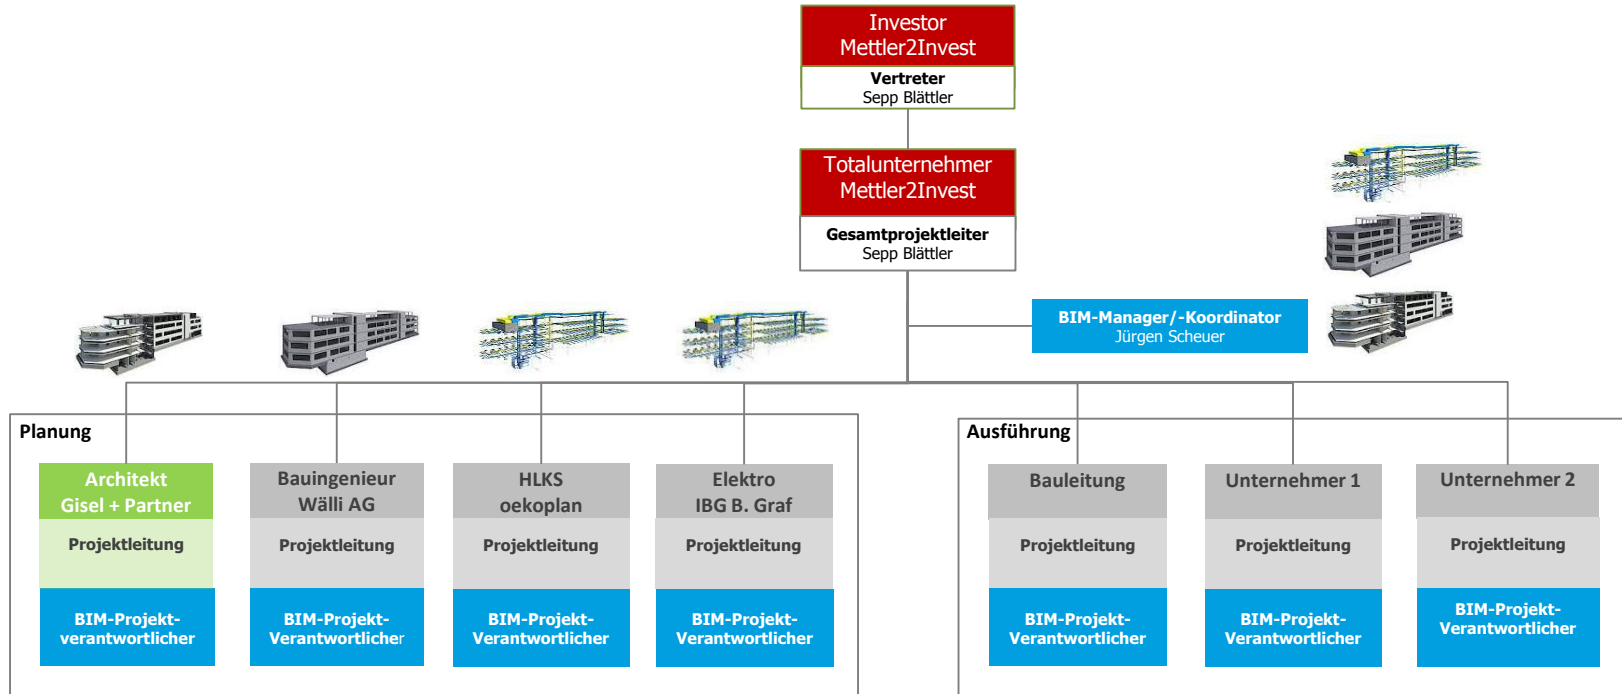 Investor
Mettler2Invest
Vertreter
Sepp Blättler
Totalunternehmer
Mettler2Invest
Gesamtprojektleiter
Sepp Blättler
BIM-Manager/-Koordinator
Jürgen Scheuer
Planung
Architekt
Gisel + Partner
Projektleitung
BIM-Projekt-
verantwortlicher
Bauingenieur
Wälli AG
Projektleitung
BIM-Projekt-
Verantwortlicher
HLKS
oekoplan
Projektleitung
BIM-Projekt-
Verantwortlicher
Elektro
IBG B. Graf
Projektleitung
BIM-Projekt-
Verantwortlicher
Ausführung
Bauleitung
Projektleitung
BIM-Projekt-
Verantwortlicher
Unternehmer 1
Projektleitung
BIM-Projekt-
Verantwortlicher
Unternehmer 2
Projektleitung
BIM-Projekt-
Verantwortlicher